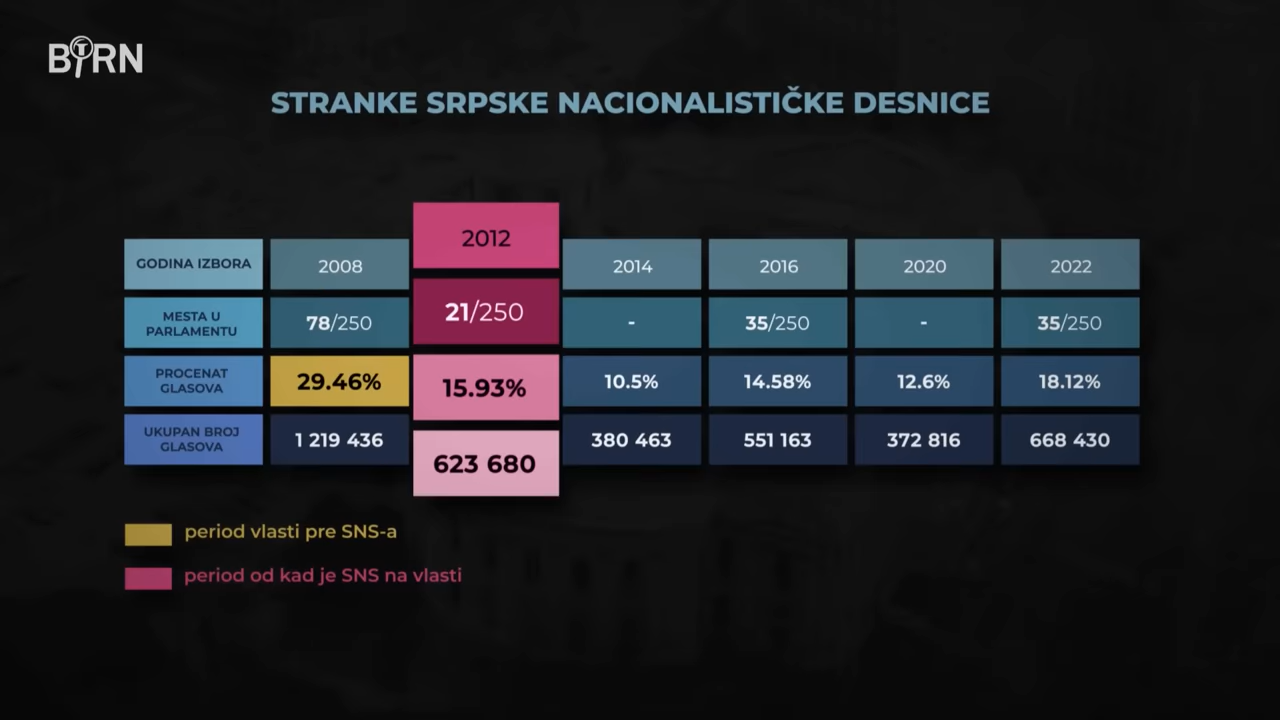 BIRN
STRANKE SRPSKE NACIONALISTIČKE DESNICE
GODINA IZBORA 2008 2012 2014 2016 2020 2022
MESTA U
PARLAMENTU
78/250 21/250 - 35/250 - 35/250
PROCENAT
GLASOVA
29.46% 15.93% 10.5% 14.58% 12.6% 18.12%
UKUPAN BROJ
GLASOVA
1 219 436 623 680 380 463 551 163 372 816 668 430
period vlasti pre SNS-a
period od kad je SNS na vlasti